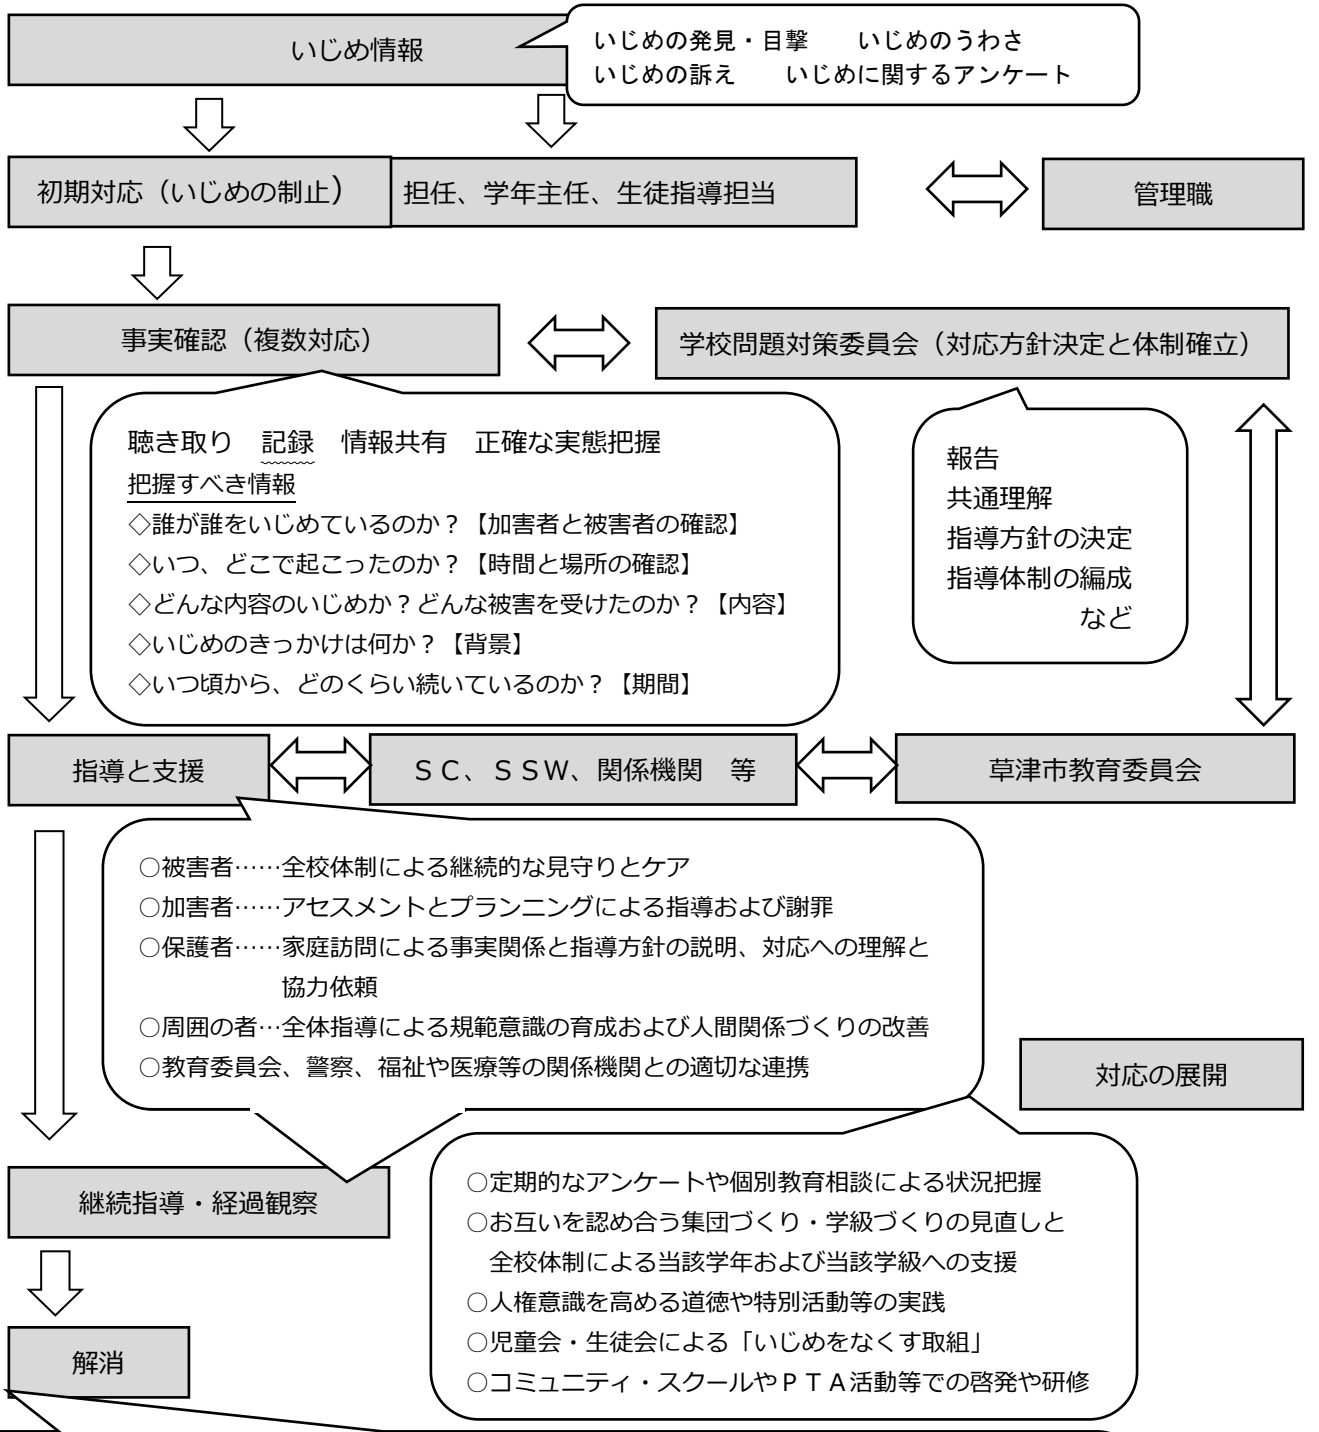 いじめ情報
いじめの発見・目撃　　いじめのうわさ
いじめの訴え　　いじめに関するアンケート
初期対応（いじめの制止）
担任、学年主任、生徒指導担当
管理職
事実確認（複数対応）
学校問題対策委員会（対応方針決定と体制確立）
聴き取り　記録　情報共有　正確な実態把握
把握すべき情報
◇誰が誰をいじめているのか？【加害者と被害者の確認】
◇いつ、どこで起こったのか？【時間と場所の確認】
◇どんな内容のいじめか？どんな被害を受けたのか？【内容】
◇いじめのきっかけは何か？【背景】
◇いつ頃から、どのくらい続いているのか？【期間】
報告
共通理解
指導方針の決定
指導体制の編成
など
指導と支援
ＳＣ、ＳＳＷ、関係機関　等
草津市教育委員会
○被害者……全校体制による継続的な見守りとケア
○加害者……アセスメントとプランニングによる指導および謝罪
○保護者……家庭訪問による事実関係と指導方針の説明、対応への理解と
協力依頼
○周囲の者…全体指導による規範意識の育成および人間関係づくりの改善
○教育委員会、警察、福祉や医療等の関係機関との適切な連携
対応の展開
継続指導・経過観察
○定期的なアンケートや個別教育相談による状況把握
○お互いを認め合う集団づくり・学級づくりの見直しと
全校体制による当該学年および当該学級への支援
○人権意識を高める道徳や特別活動等の実践
○児童会・生徒会による「いじめをなくす取組」
○コミュニティ・スクールやＰＴＡ活動等での啓発や研修
解消